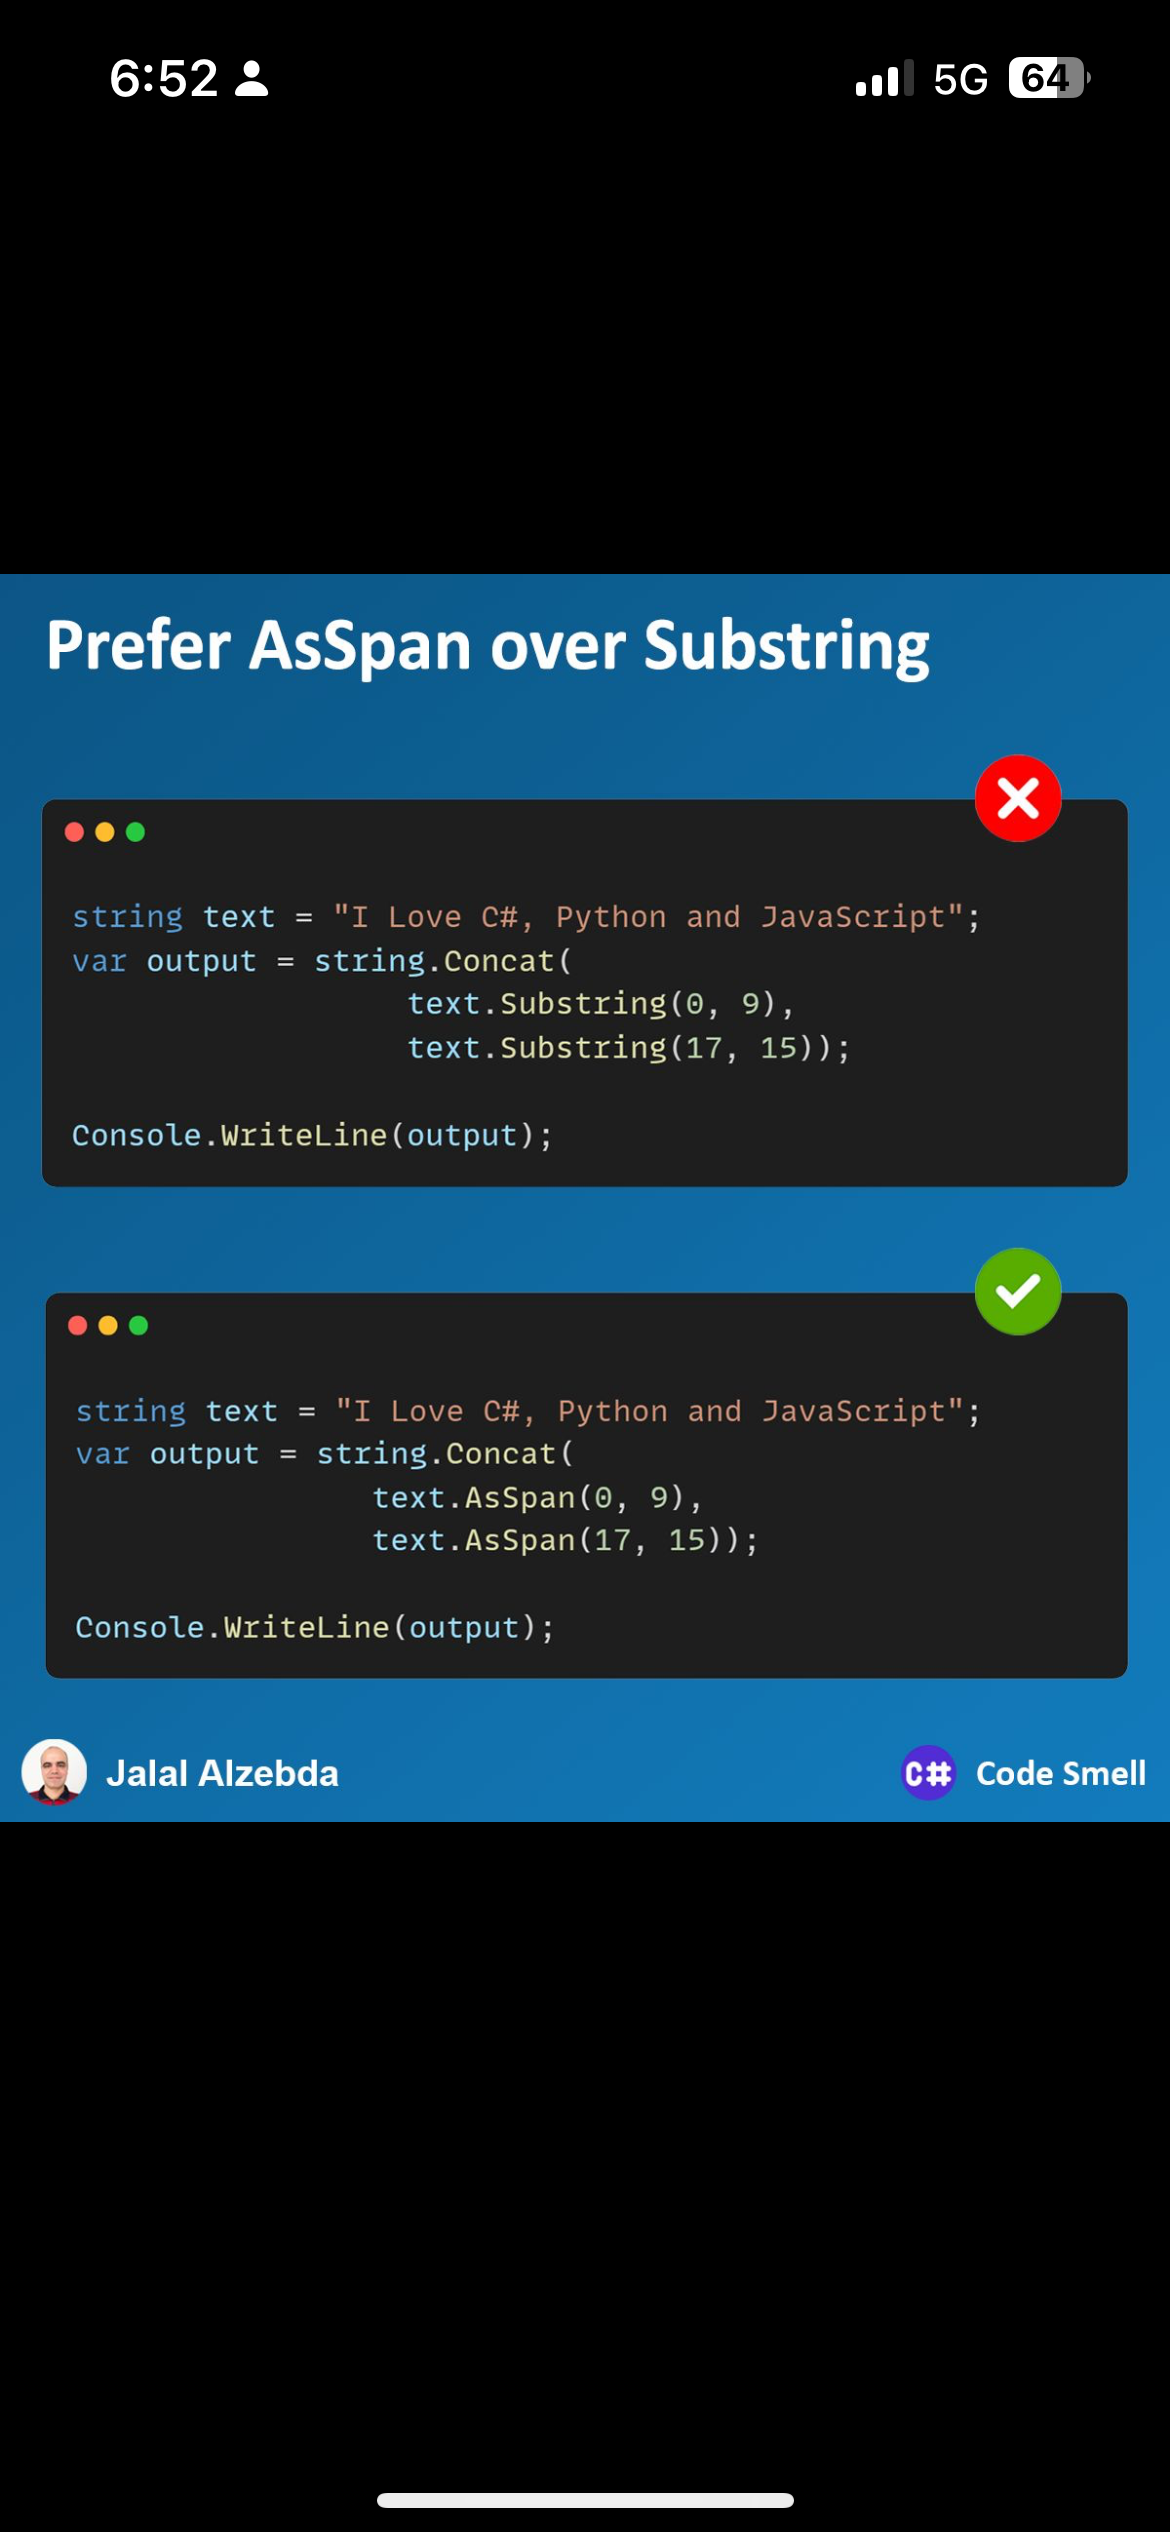 6:52
5G 64
Prefer AsSpan over Substring
string text = "I Love C#, Python and JavaScript";
var output = string.Concat(
text.Substring(0, 9),
text.Substring(17, 15));
Console.WriteLine(output);
string text = "I Love C#, Python and JavaScript";
var output = string.Concat(
text.AsSpan(0, 9),
text.AsSpan(17, 15));
Console.WriteLine(output);
Jalal Alzebda
C# Code Smell